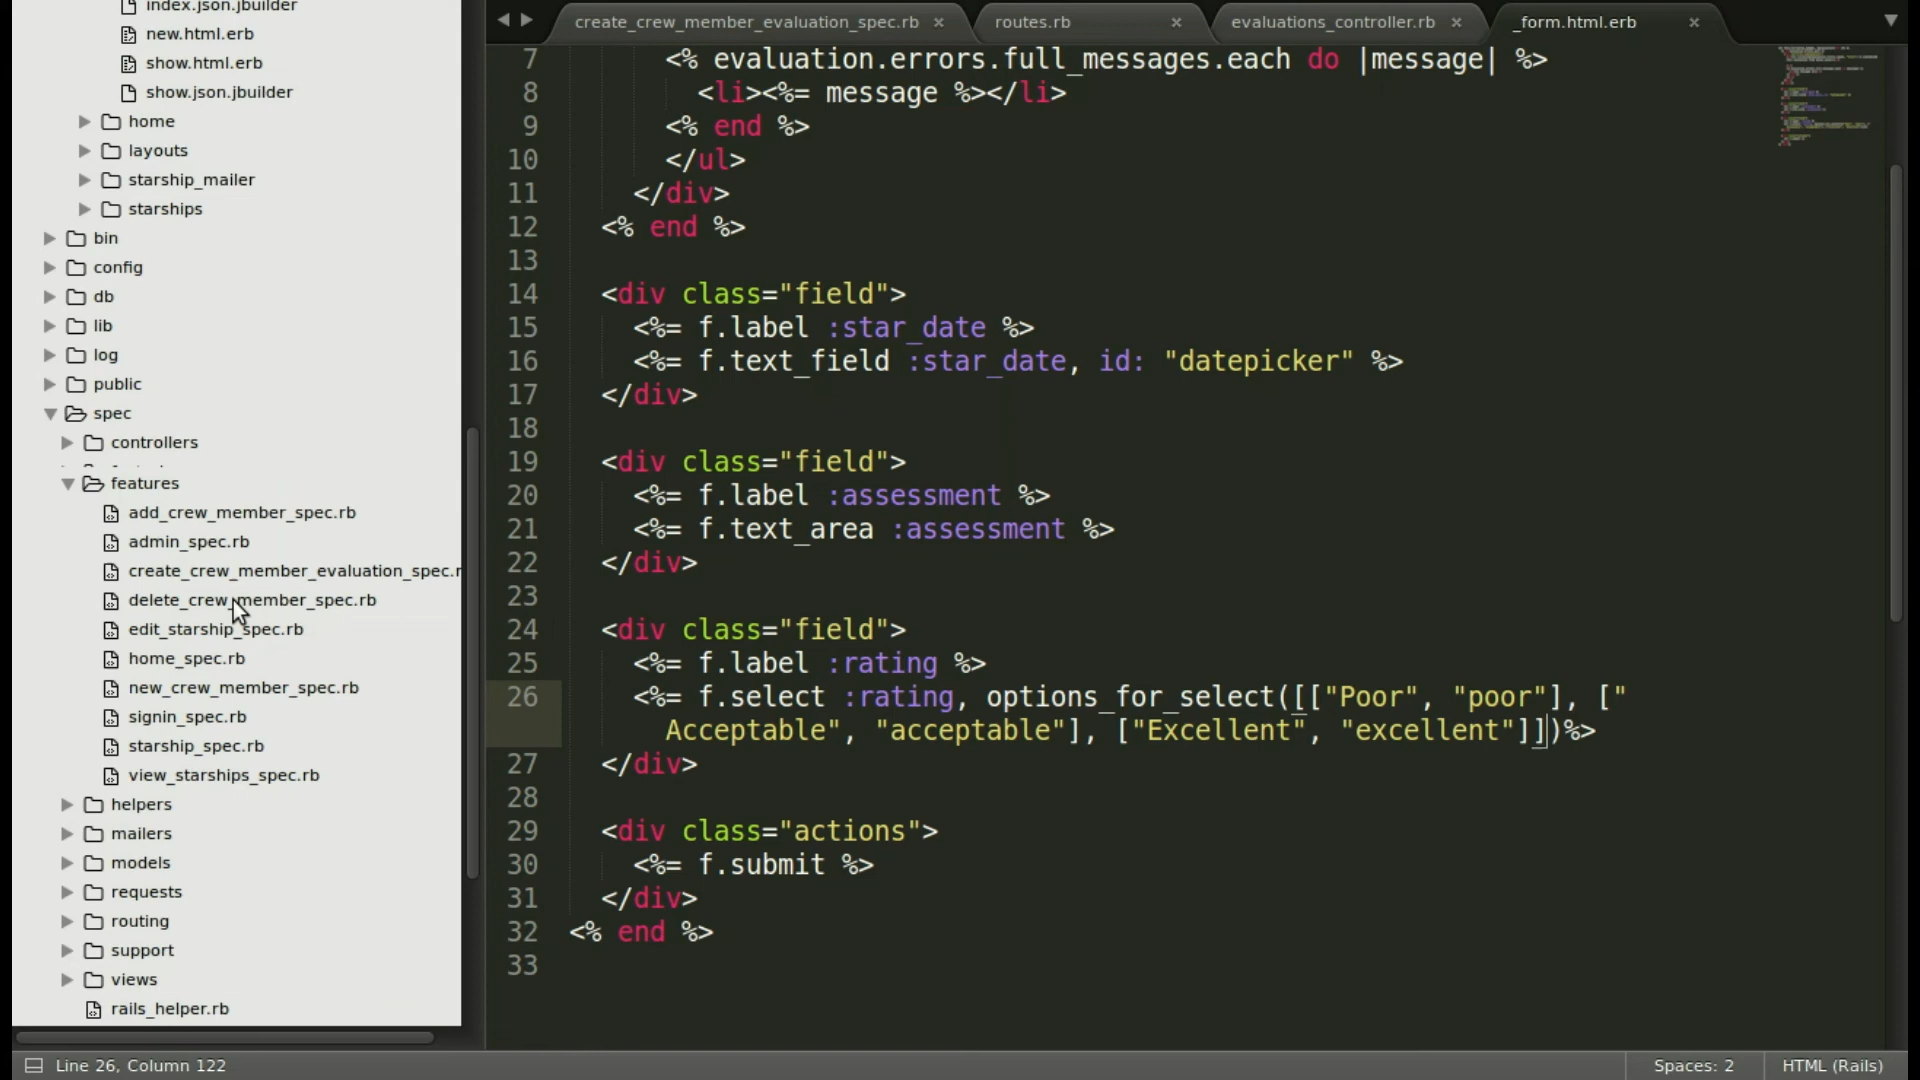 index.json.jbuilder
new.html.erb
show.html.erb
show.json.jbuilder
home
layouts
starship_mailer
starships
bin
config
db
lib
log
public
spec
controllers
features
add_crew_member_spec.rb
admin_spec.rb
create_crew_member_evaluation_spec.r
delete_crew_member_spec.rb
edit_starship_spec.rb
home_spec.rb
new_crew_member_spec.rb
signin_spec.rb
starship_spec.rb
view_starships_spec.rb
helpers
mailers
models
requests
routing
support
views
rails_helper.rb
create_crew_member_evaluation_spec.rb × routes.rb × evaluations_controller.rb × _form.html.erb ×
7 <% evaluation.errors.full_messages.each do |message| %>
8 <li><%= message %></li>
9 <% end %>
10 </ul>
11 </div>
12 <% end %>
13
14 <div class="field">
15 <%= f.label :star_date %>
16 <%= f.text_field :star_date, id: "datepicker" %>
17 </div>
18
19 <div class="field">
20 <%= f.label :assessment %>
21 <%= f.text_area :assessment %>
22 </div>
23
24 <div class="field">
25 <%= f.label :rating %>
26 <%= f.select :rating, options_for_select([["Poor", "poor"], ["
Acceptable", "acceptable"], ["Excellent", "excellent"]])%>
27 </div>
28
29 <div class="actions">
30 <%= f.submit %>
31 </div>
32 <% end %>
33
Line 26, Column 122 Spaces: 2 HTML (Rails)